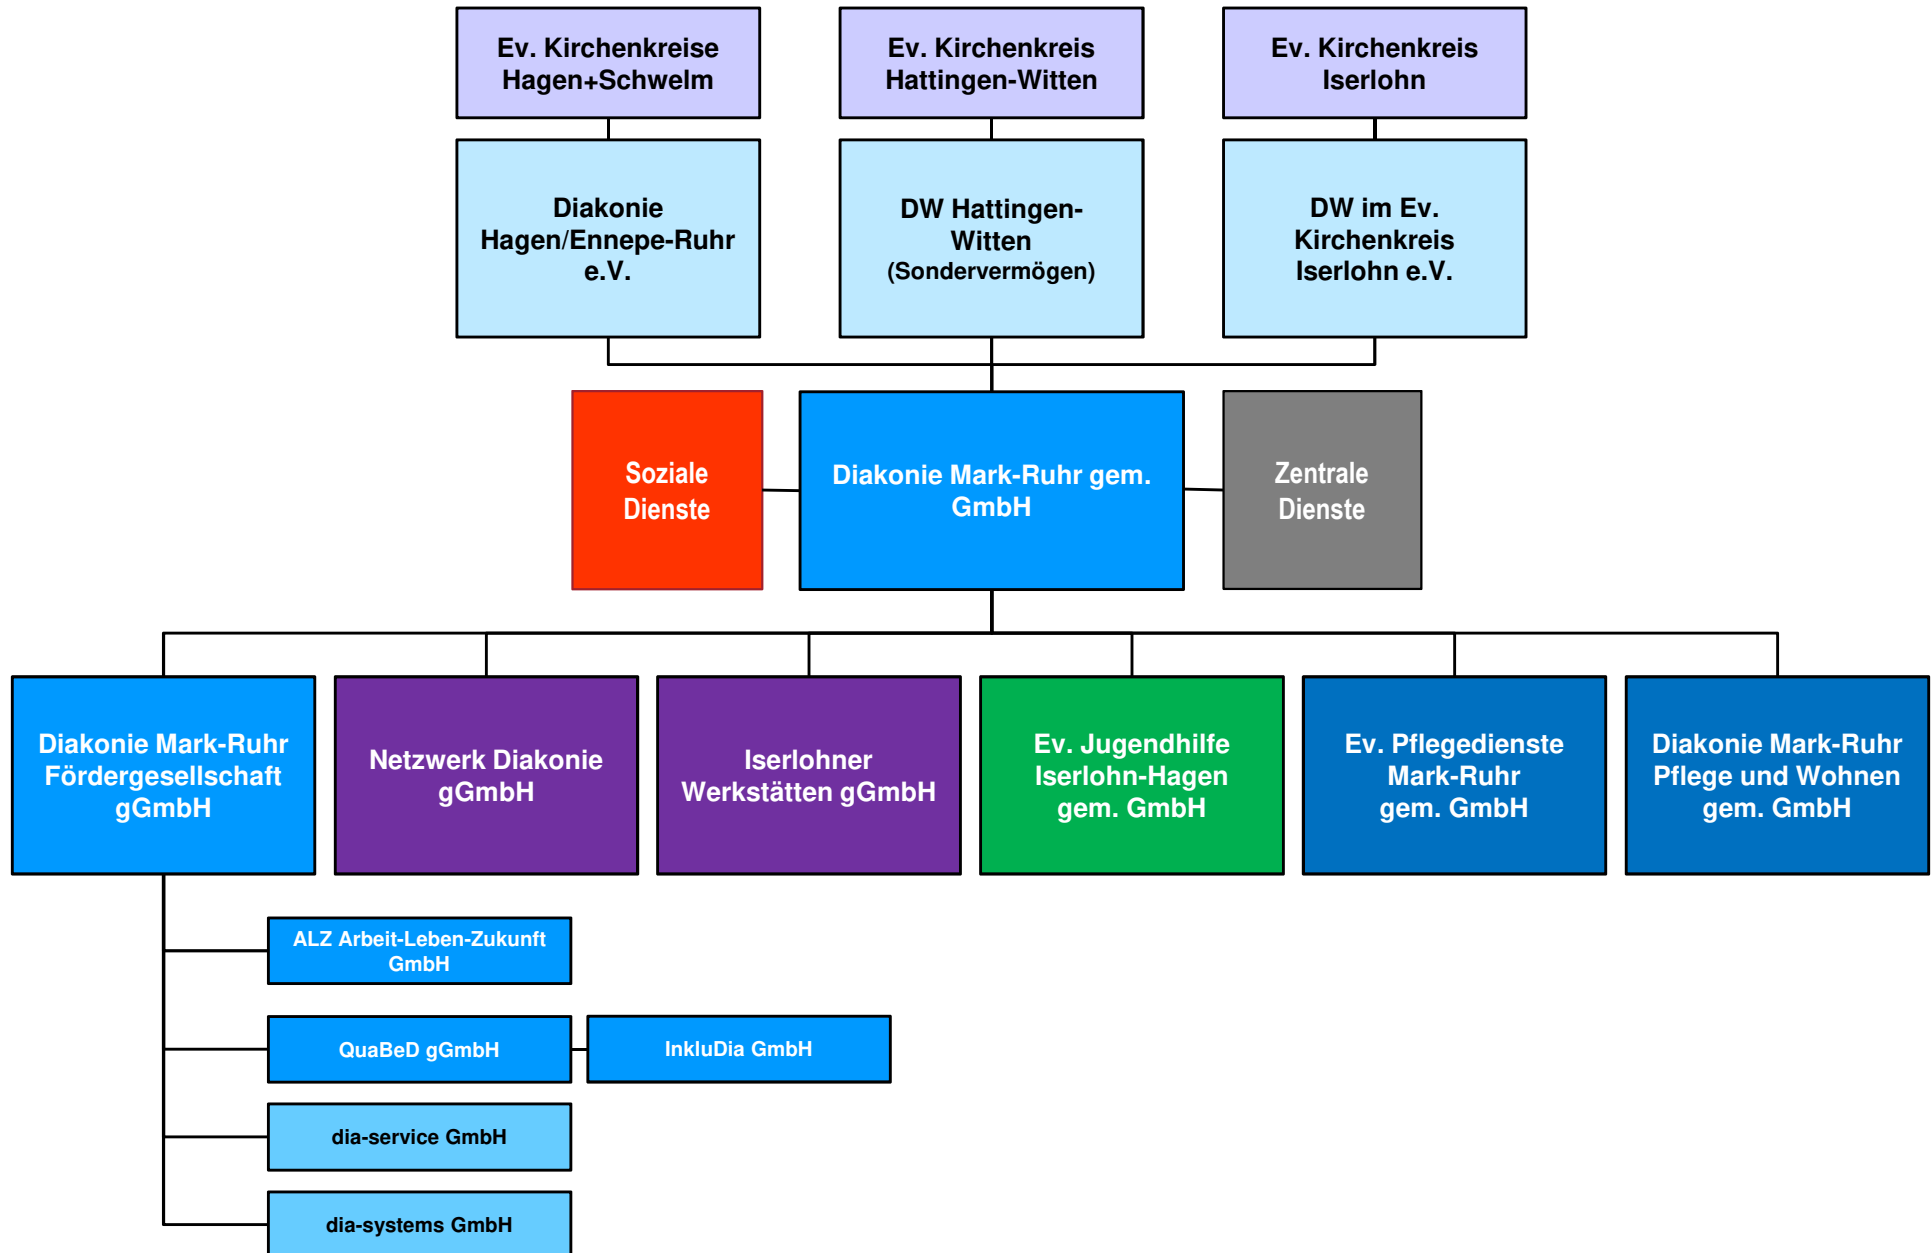 Ev. Kirchenkreise
Hagen+Schwelm
Ev. Kirchenkreis
Hattingen-Witten
Ev. Kirchenkreis
Iserlohn
Diakonie
Hagen/Ennepe-Ruhr
e.V.
DW Hattingen-
Witten
(Sondervermögen)
DW im Ev.
Kirchenkreis
Iserlohn e.V.
Soziale
Dienste
Diakonie Mark-Ruhr gem.
GmbH
Zentrale
Dienste
Diakonie Mark-Ruhr
Fördergesellschaft
gGmbH
Netzwerk Diakonie
gGmbH
Iserlohner
Werkstätten gGmbH
Ev. Jugendhilfe
Iserlohn-Hagen
gem. GmbH
Ev. Pflegedienste
Mark-Ruhr
gem. GmbH
Diakonie Mark-Ruhr
Pflege und Wohnen
gem. GmbH
ALZ Arbeit-Leben-Zukunft
GmbH
QuaBeD gGmbH
InkluDia GmbH
dia-service GmbH
dia-systems GmbH